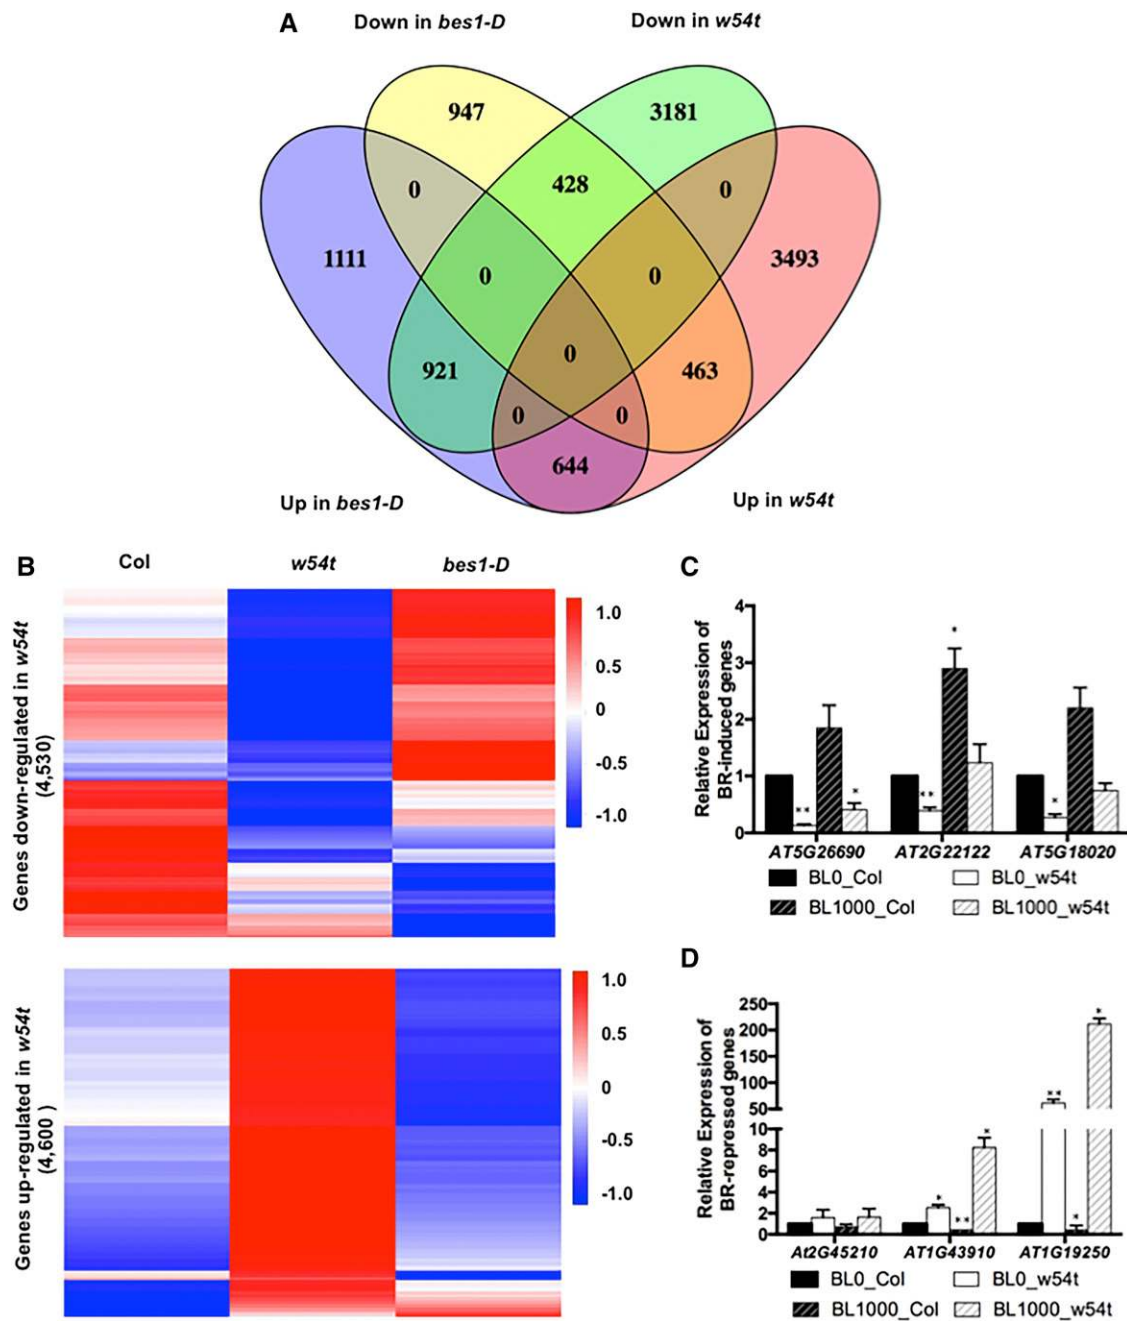 A
Down in bes1-D
Down in w54t
947
3181
0
428
0
1111
0
0
3493
921
0
463
0
0
644
Up in bes1-D
Up in w54t
B
Col
w54t
bes1-D
Genes down-regulated in w54t
(4,530)
1.0
0.5
0
-0.5
-1.0
Genes up-regulated in w54t
(4,600 )
1.0
0.5
0
-0.5
-1.0
C
Relative Expression of
BR-induced genes
4
3
2
1
0
**
*
**
*
*
AT5G26690
AT2G22122
AT5G18020
BL0_Col
BL0_w54t
BL1000_Col
BL1000_w54t
D
Relative Expression of
BR-repressed genes
250
200
150
100
50
10
8
6
4
2
0
*
**
*
**
*
*
At2G45210
AT1G43910
AT1G19250
BL0_Col
BL0_w54t
BL1000_Col
BL1000_w54t